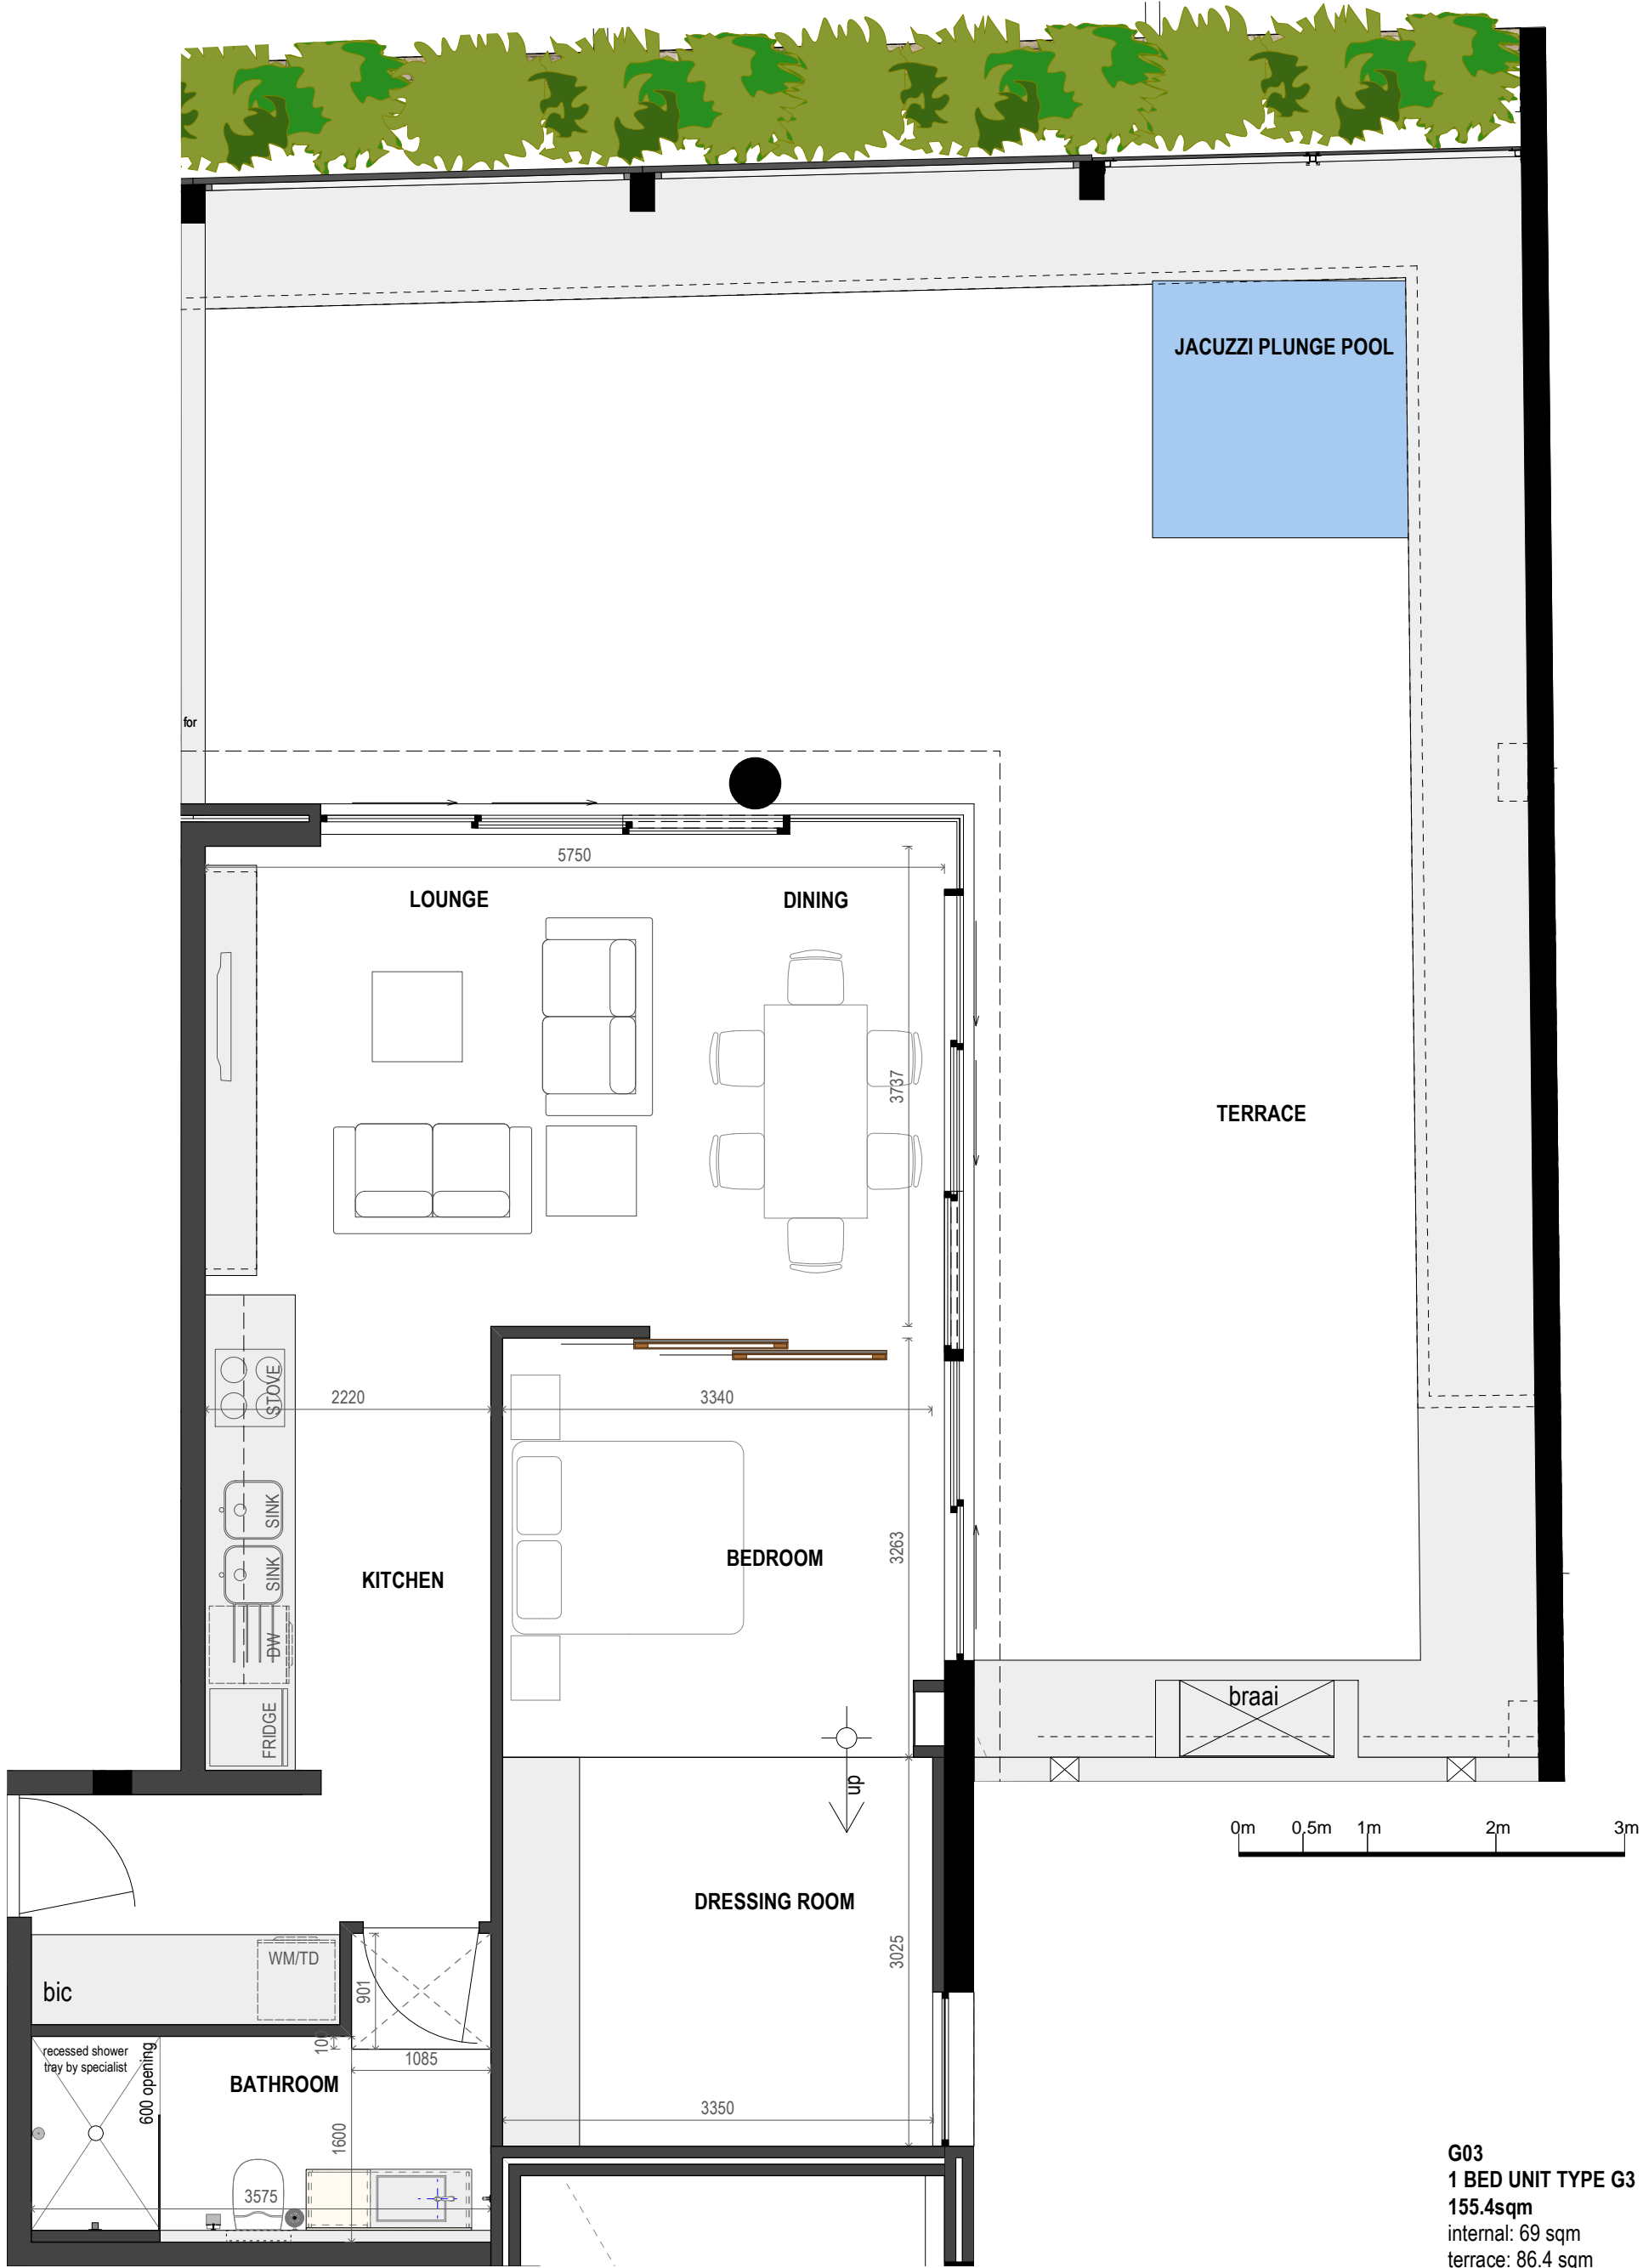 JACUZZI PLUNGE POOL
for
5750
LOUNGE
DINING
3737
TERRACE
STOVE
2220
3340
SINK
SINK
3263
BEDROOM
KITCHEN
DW
FRIDGE
braai
up
0m 0.5m 1m 2m 3m
DRESSING ROOM
WM/TD
3025
bic
901
100
recessed shower
tray by specialist
600 opening
1085
BATHROOM
3350
1600
3575
G03
1 BED UNIT TYPE G3
155.4sqm
internal: 69 sqm
terrace: 86.4 sqm